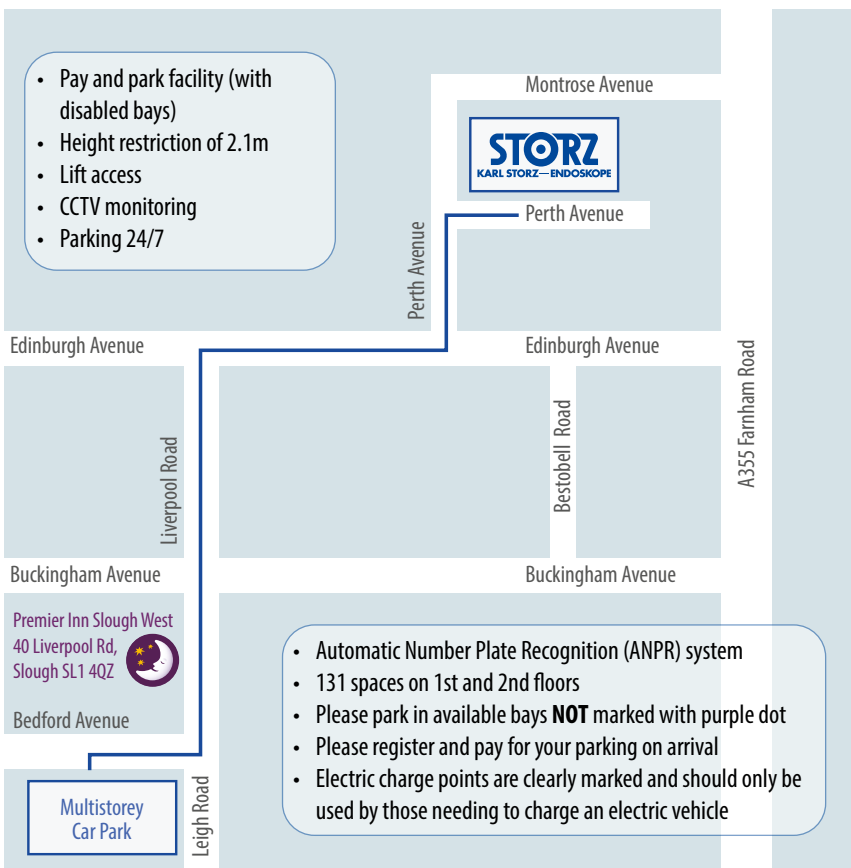 • Pay and park facility (with
disabled bays)
• Height restriction of 2.1m
• Lift access
• CCTV monitoring
• Parking 24/7
Montrose Avenue
STORZ
KARL STORZ—ENDOSKOPE
Perth Avenue
Perth Avenue
Edinburgh Avenue
Edinburgh Avenue
A355 Farnham Road
Liverpool Road
Bestobell Road
Buckingham Avenue
Buckingham Avenue
Premier Inn Slough West
40 Liverpool Rd,
Slough SL1 4QZ
Bedford Avenue
• Automatic Number Plate Recognition (ANPR) system
• 131 spaces on 1st and 2nd floors
• Please park in available bays NOT marked with purple dot
• Please register and pay for your parking on arrival
• Electric charge points are clearly marked and should only be
used by those needing to charge an electric vehicle
Multistorey
Car Park
Leigh Road